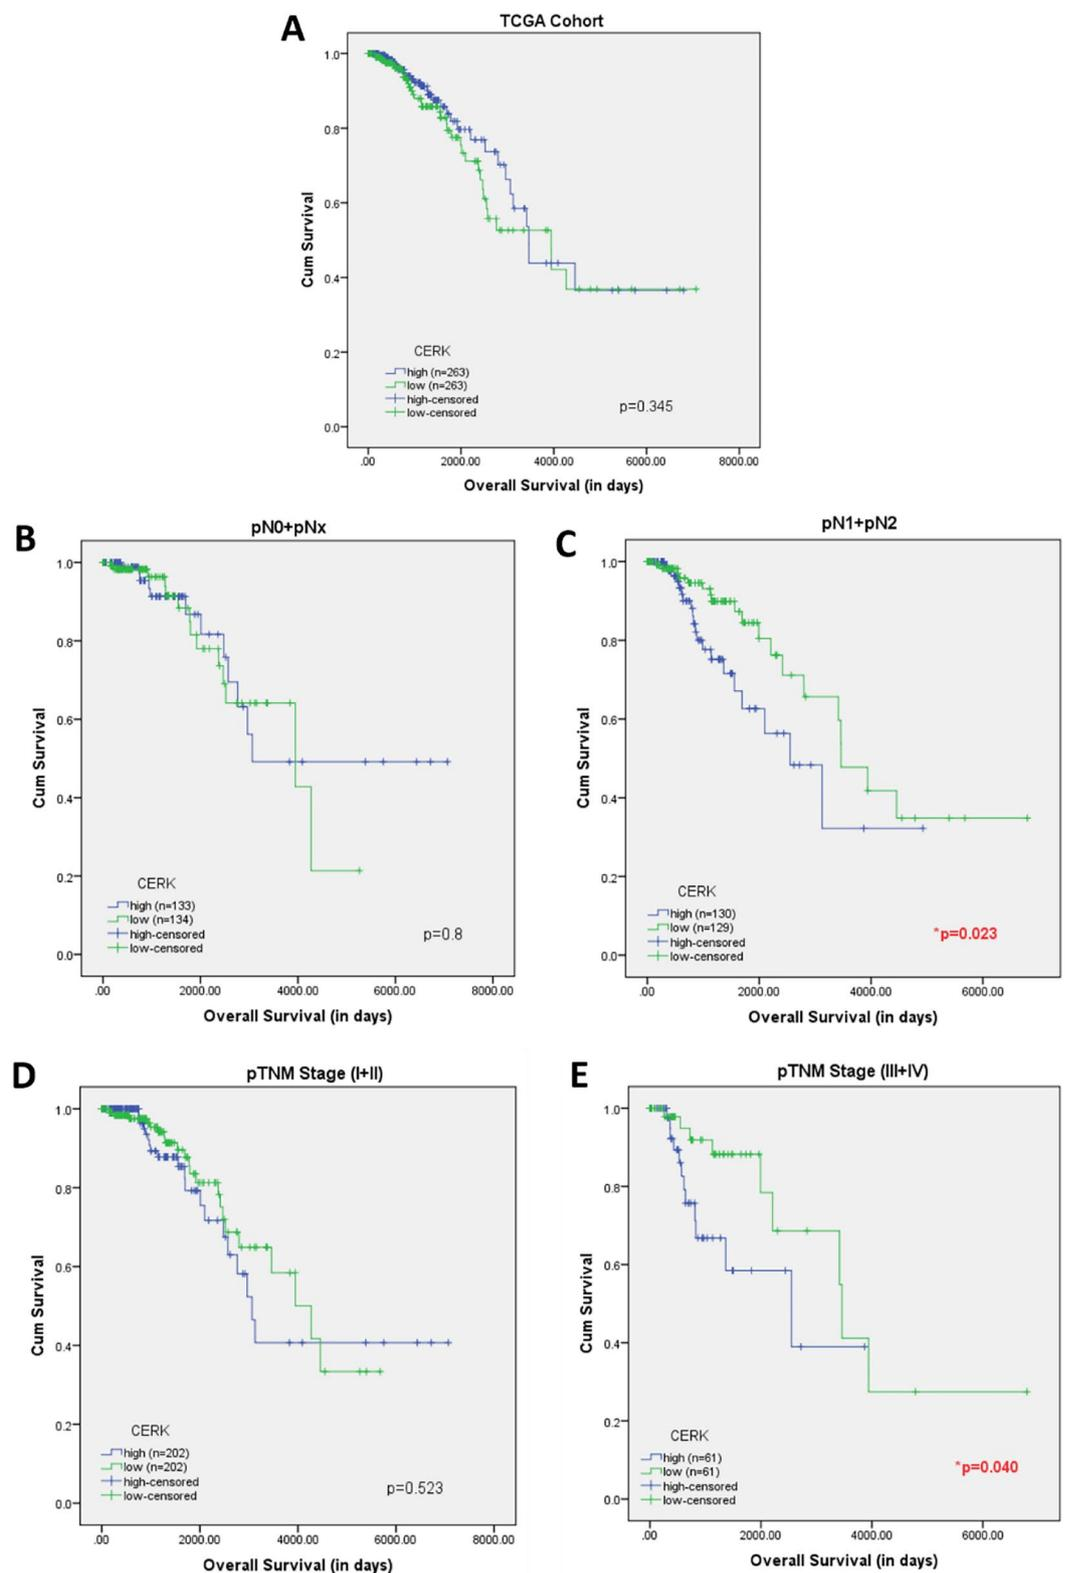 A
TCGA Cohort
1.0
0.8
0.6
0.4
0.2
0.0
Cum Survival
CERK
high (n=263)
low (n=263)
high-censored
low-censored
p=0.345
.00 2000.00 4000.00 6000.00 8000.00
Overall Survival (in days)
B
pN0+pNx
1.0
0.8
0.6
0.4
0.2
0.0
Cum Survival
CERK
high (n=133)
low (n=134)
high-censored
low-censored
p=0.8
.00 2000.00 4000.00 6000.00 8000.00
Overall Survival (in days)
C
pN1+pN2
1.0
0.8
0.6
0.4
0.2
0.0
Cum Survival
CERK
high (n=130)
low (n=129)
high-censored
low-censored
*p=0.023
.00 2000.00 4000.00 6000.00
Overall Survival (in days)
D
pTNM Stage (I+II)
1.0
0.8
0.6
0.4
0.2
0.0
Cum Survival
CERK
high (n=202)
low (n=202)
high-censored
low-censored
p=0.523
.00 2000.00 4000.00 6000.00 8000.00
Overall Survival (in days)
E
pTNM Stage (III+IV)
1.0
0.8
0.6
0.4
0.2
0.0
Cum Survival
CERK
high (n=61)
low (n=61)
high-censored
low-censored
*p=0.040
.00 2000.00 4000.00 6000.00
Overall Survival (in days)